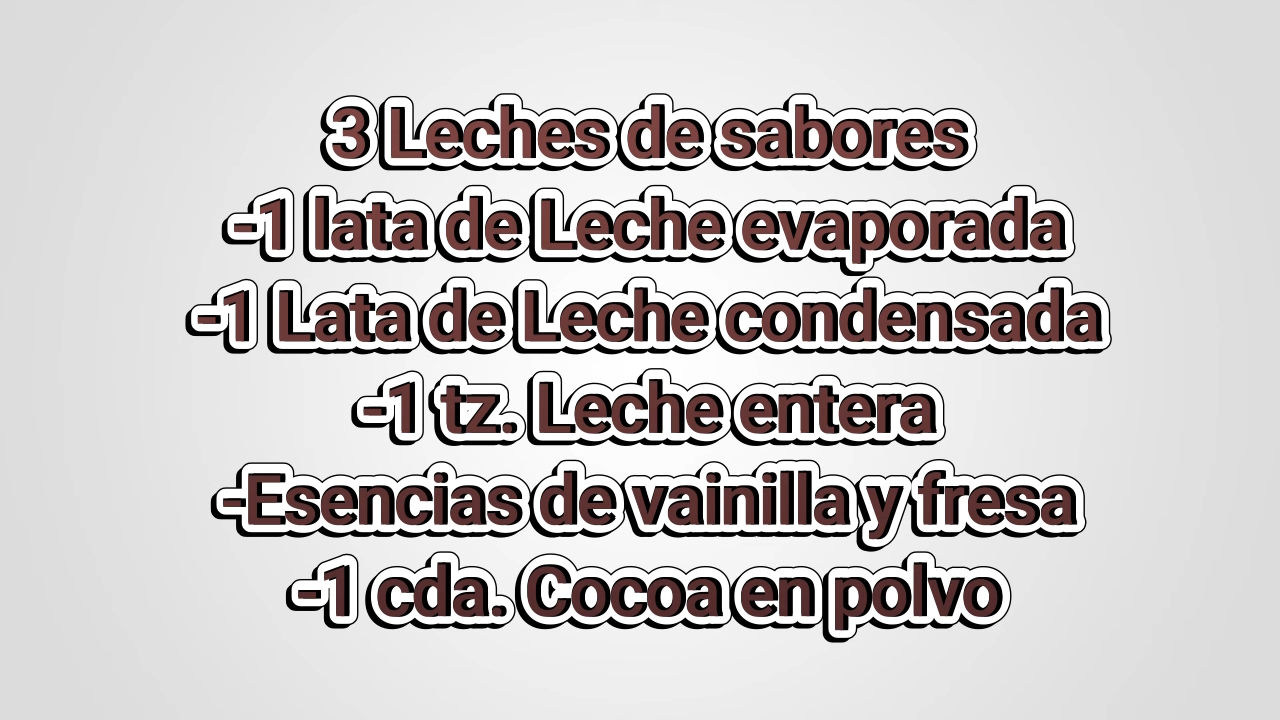 3 Leches de sabores
-1 lata de Leche evaporada
-1 Lata de Leche condensada
-1 tz. Leche entera
-Esencias de vainilla y fresa
-1 cda. Cocoa en polvo